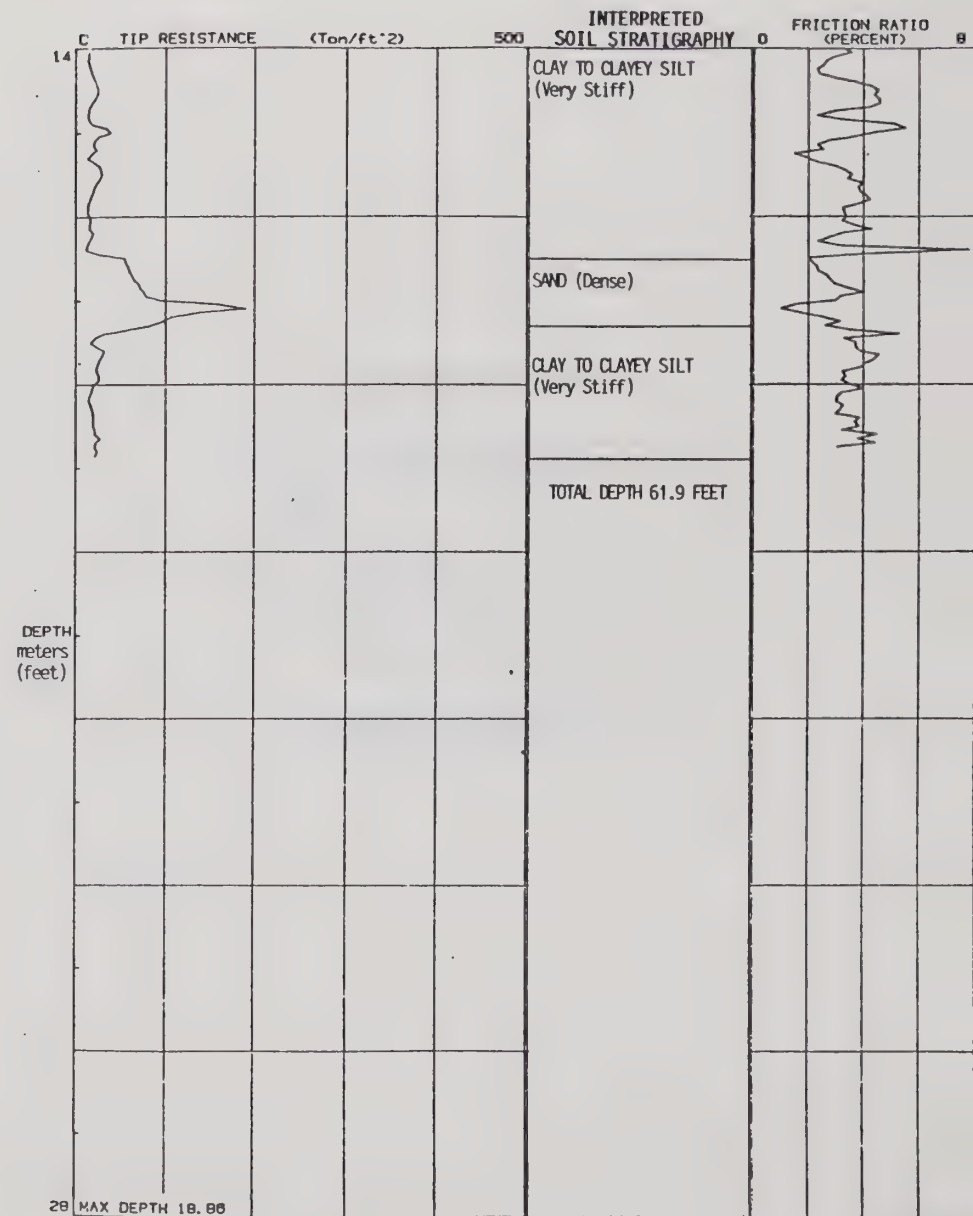 C TIP RESISTANCE (Ton/ft^2) 500
INTERPRETED
SOIL STRATIGRAPHY
0 FRICTION RATIO 8
(PERCENT)
14
CLAY TO CLAYEY SILT
(Very Stiff)
SAND (Dense)
CLAY TO CLAYEY SILT
(Very Stiff)
TOTAL DEPTH 61.9 FEET
DEPTH
meters
(feet)
28 MAX DEPTH 18.86